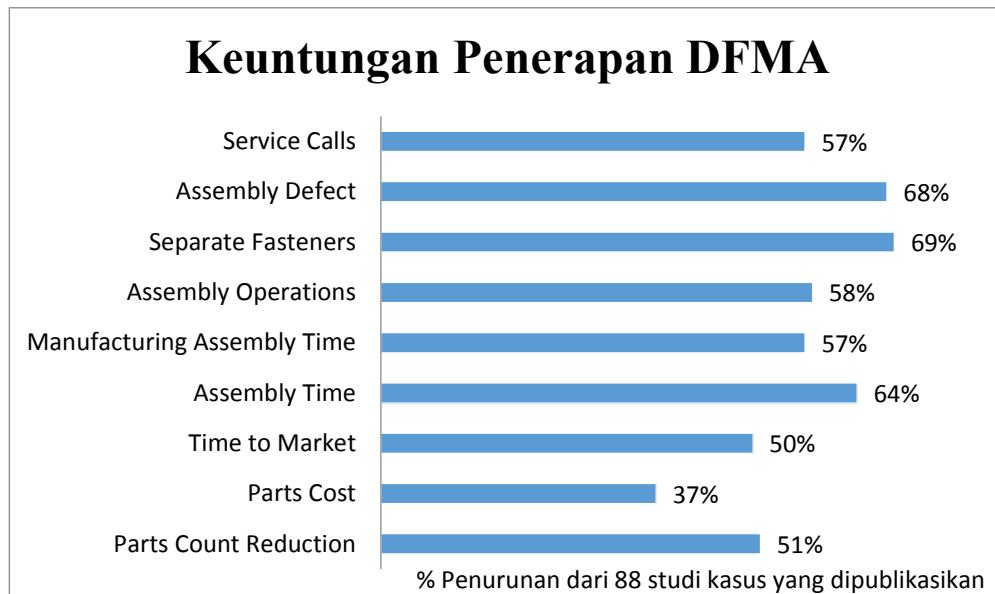 Keuntungan Penerapan DFMA
Service Calls 57%
Assembly Defect 68%
Separate Fasteners 69%
Assembly Operations 58%
Manufacturing Assembly Time 57%
Assembly Time 64%
Time to Market 50%
Parts Cost 37%
Parts Count Reduction 51%
% Penurunan dari 88 studi kasus yang dipublikasikan